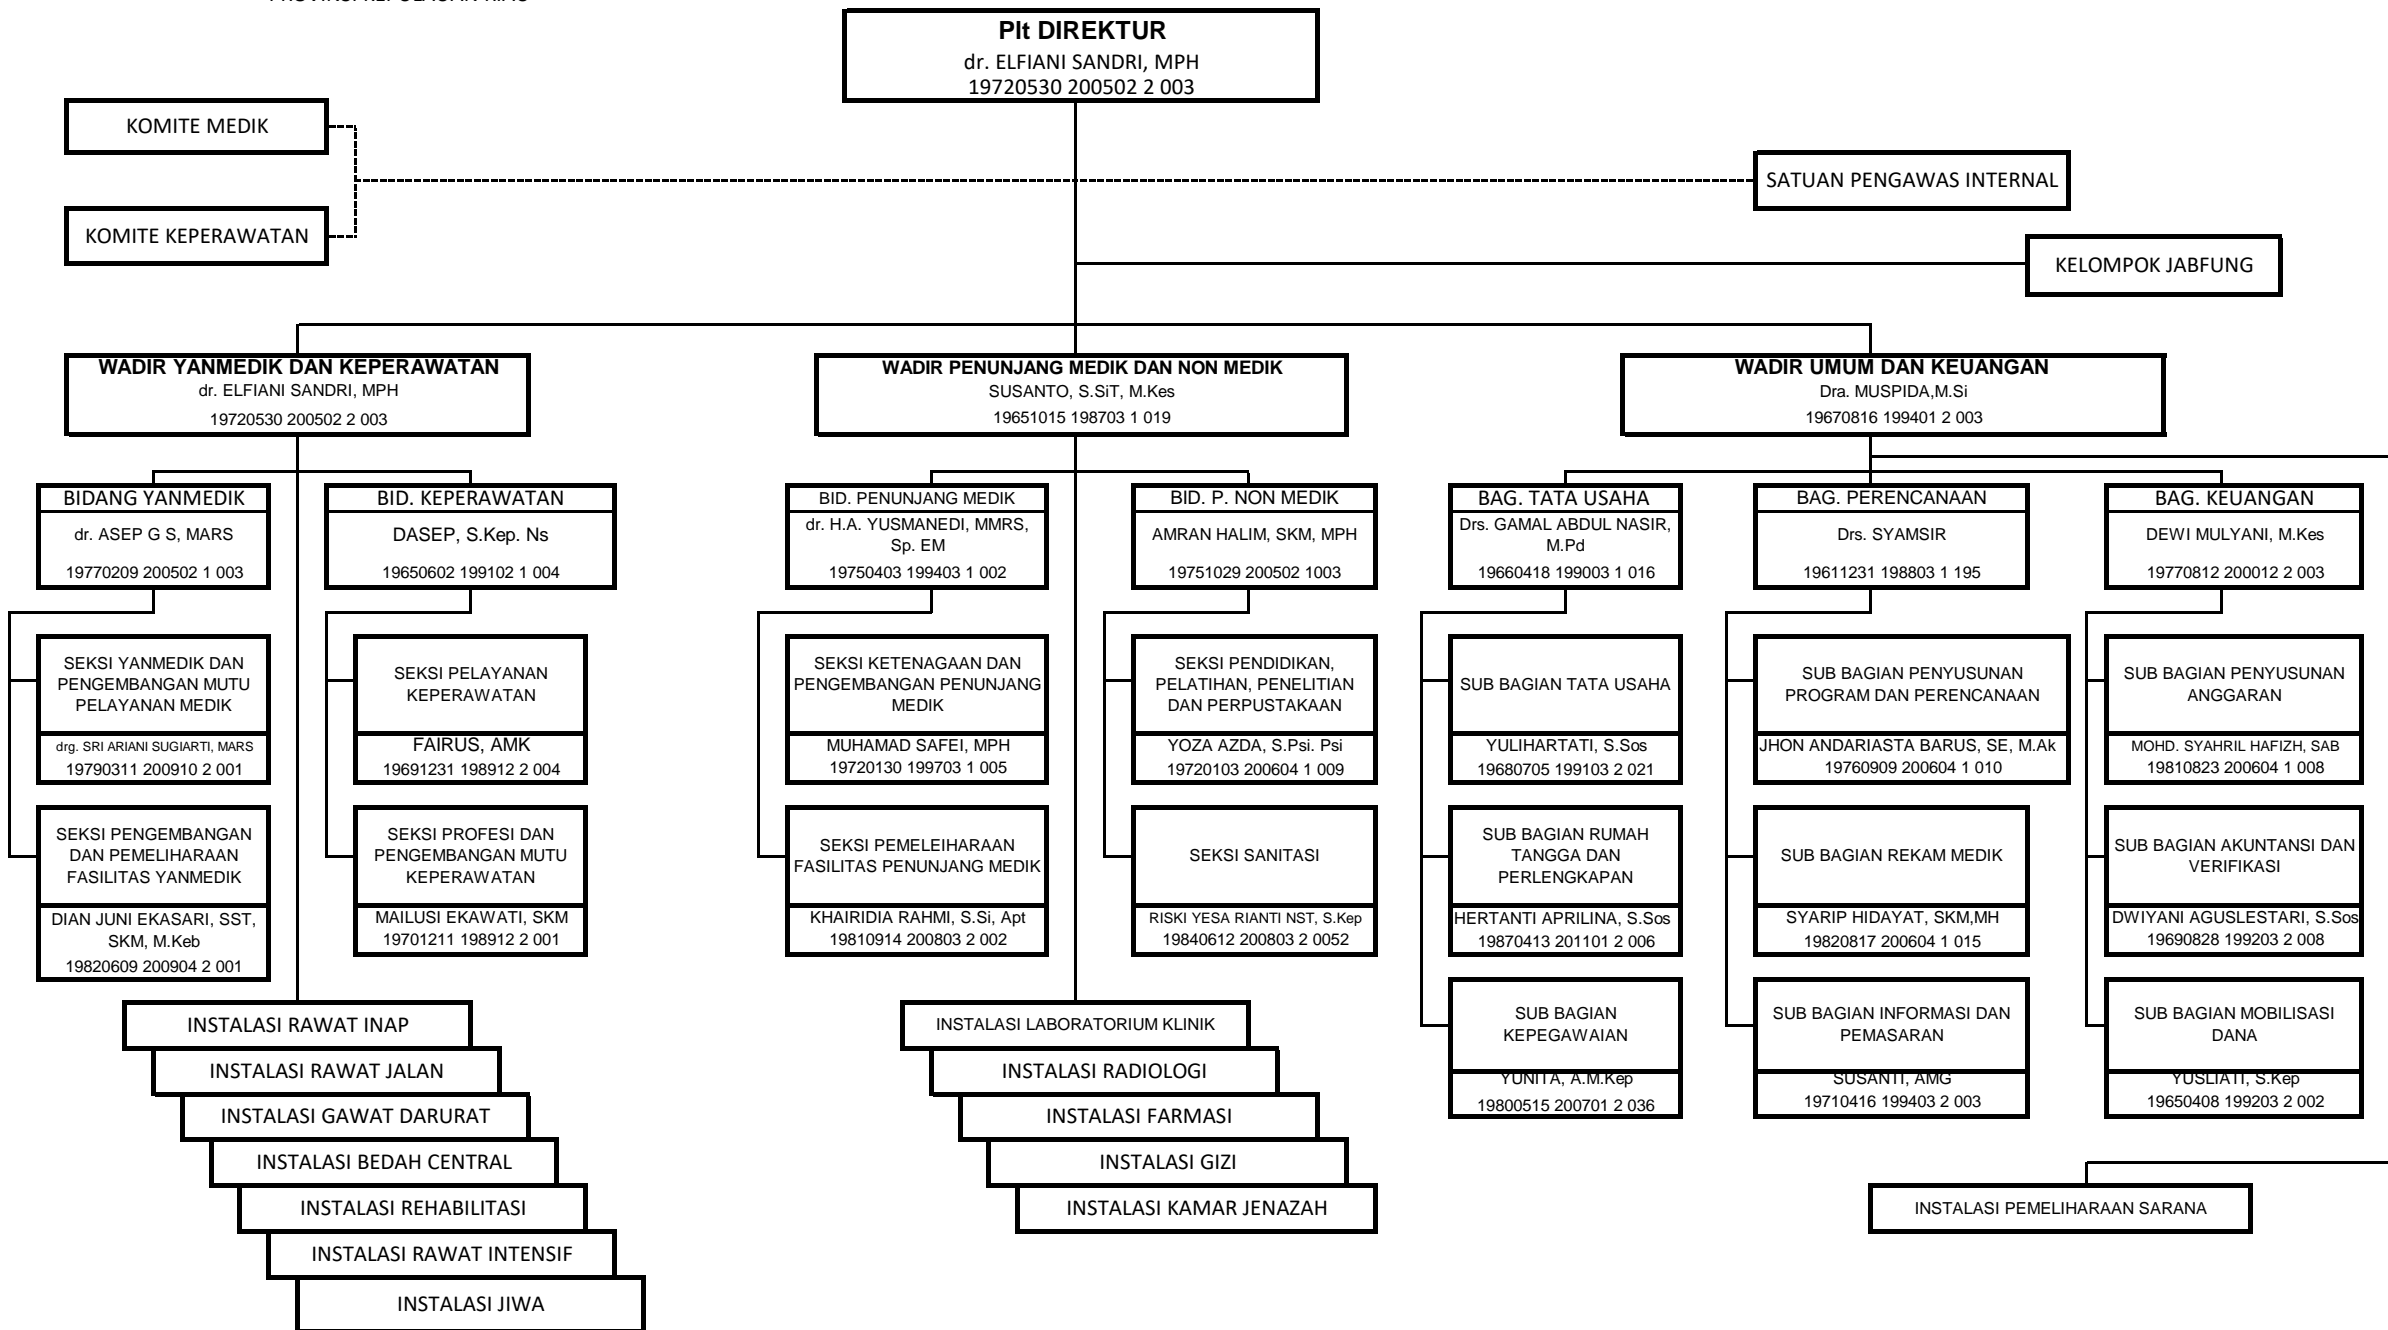 PROVINSI KEPULAUAN RIAU
Plt DIREKTUR
dr. ELFIANI SANDRI, MPH
19720530 200502 2 003
KOMITE MEDIK
SATUAN PENGAWAS INTERNAL
KOMITE KEPERAWATAN
KELOMPOK JABFUNG
WADIR YANMEDIK DAN KEPERAWATAN
dr. ELFIANI SANDRI, MPH
19720530 200502 2 003
WADIR PENUNJANG MEDIK DAN NON MEDIK
SUSANTO, S.SiT, M.Kes
19651015 198703 1 019
WADIR UMUM DAN KEUANGAN
Dra. MUSPIDA,M.Si
19670816 199401 2 003
BIDANG YANMEDIK
dr. ASEP G S, MARS
19770209 200502 1 003
BID. KEPERAWATAN
DASEP, S.Kep. Ns
19650602 199102 1 004
BID. PENUNJANG MEDIK
dr. H.A. YUSMANEDI, MMRS,
Sp. EM
19750403 199403 1 002
BID. P. NON MEDIK
AMRAN HALIM, SKM, MPH
19751029 200502 1003
BAG. TATA USAHA
Drs. GAMAL ABDUL NASIR,
M.Pd
19660418 199003 1 016
BAG. PERENCANAAN
Drs. SYAMSIR
19611231 198803 1 195
BAG. KEUANGAN
DEWI MULYANI, M.Kes
19770812 200012 2 003
SEKSI YANMEDIK DAN
PENGEMBANGAN MUTU
PELAYANAN MEDIK
drg. SRI ARIANI SUGIARTI, MARS
19790311 200910 2 001
SEKSI PELAYANAN
KEPERAWATAN
FAIRUS, AMK
19691231 198912 2 004
SEKSI KETENAGAAN DAN
PENGEMBANGAN PENUNJANG
MEDIK
MUHAMAD SAFEI, MPH
19720130 199703 1 005
SEKSI PENDIDIKAN,
PELATIHAN, PENELITIAN
DAN PERPUSTAKAAN
YOZA AZDA, S.Psi. Psi
19720103 200604 1 009
SUB BAGIAN TATA USAHA
YULIHARTATI, S.Sos
19680705 199103 2 021
SUB BAGIAN PENYUSUNAN
PROGRAM DAN PERENCANAAN
JHON ANDARIASTA BARUS, SE, M.Ak
19760909 200604 1 010
SUB BAGIAN PENYUSUNAN
ANGGARAN
MOHD. SYAHRIL HAFIZH, SAB
19810823 200604 1 008
SEKSI PENGEMBANGAN
DAN PEMELIHARAAN
FASILITAS YANMEDIK
DIAN JUNI EKASARI, SST,
SKM, M.Keb
19820609 200904 2 001
SEKSI PROFESI DAN
PENGEMBANGAN MUTU
KEPERAWATAN
MAILUSI EKAWATI, SKM
19701211 198912 2 001
SEKSI PEMELEIHARAAN
FASILITAS PENUNJANG MEDIK
KHAIRIDIA RAHMI, S.Si, Apt
19810914 200803 2 002
SEKSI SANITASI
RISKI YESA RIANTI NST, S.Kep
19840612 200803 2 0052
SUB BAGIAN RUMAH
TANGGA DAN
PERLENGKAPAN
HERTANTI APRILINA, S.Sos
19870413 201101 2 006
SUB BAGIAN REKAM MEDIK
SYARIP HIDAYAT, SKM,MH
19820817 200604 1 015
SUB BAGIAN AKUNTANSI DAN
VERIFIKASI
DWIYANI AGUSLESTARI, S.Sos
19690828 199203 2 008
SUB BAGIAN
KEPEGAWAIAN
YUNITA, A.M.Kep
19800515 200701 2 036
SUB BAGIAN INFORMASI DAN
PEMASARAN
SUSANTI, AMG
19710416 199403 2 003
SUB BAGIAN MOBILISASI
DANA
YUSLIATI, S.Kep
19650408 199203 2 002
INSTALASI RAWAT INAP
INSTALASI RAWAT JALAN
INSTALASI GAWAT DARURAT
INSTALASI BEDAH CENTRAL
INSTALASI REHABILITASI
INSTALASI RAWAT INTENSIF
INSTALASI JIWA
INSTALASI LABORATORIUM KLINIK
INSTALASI RADIOLOGI
INSTALASI FARMASI
INSTALASI GIZI
INSTALASI KAMAR JENAZAH
INSTALASI PEMELIHARAAN SARANA